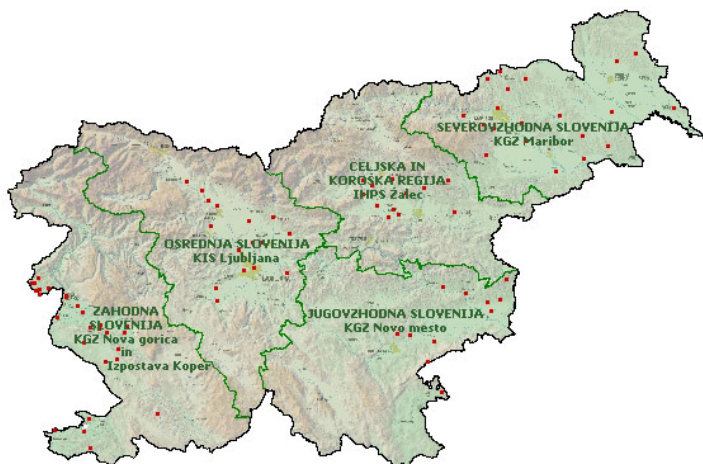 SEVEROVZHODNA SLOVENIJA
KGZ Maribor
CELJSKA IN
KOROŠKA REGIJA
IHPS Žalec
OSREDNJA SLOVENIJA
KIS Ljubljana
ZAHODNA
SLOVENIJA
KGZ Nova gorica
in
Izpostava Koper
JUGOVZHODNA SLOVENIJA
KGZ Novo mesto